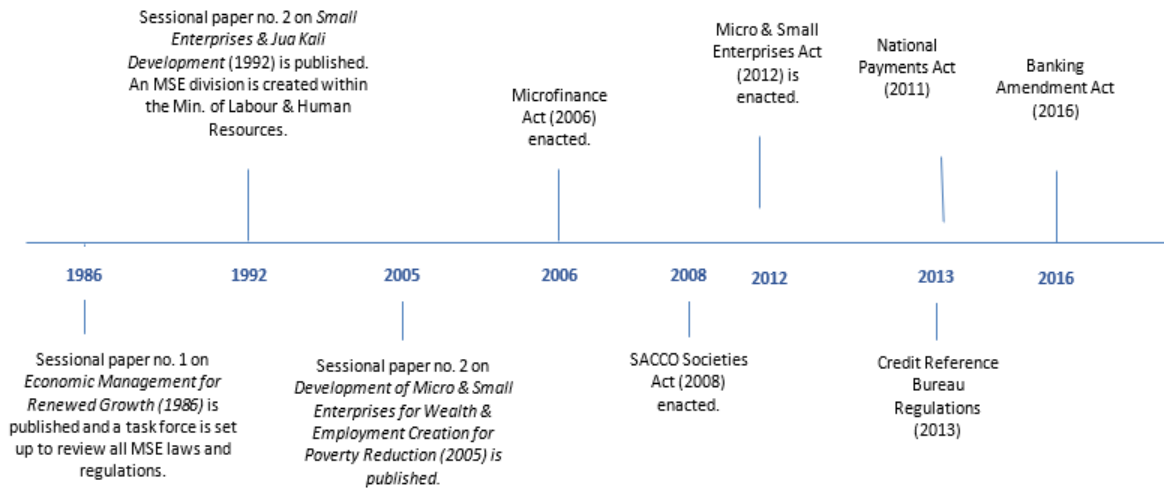 Sessional paper no. 2 on Small
Enterprises & Jua Kali
Development (1992) is published.
An MSE division is created within
the Min. of Labour & Human
Resources.
Microfinance
Act (2006)
enacted.
Micro & Small
Enterprises Act
(2012) is
enacted.
National
Payments Act
(2011)
Banking
Amendment Act
(2016)
1986
1992
2005
2006
2008
2012
2013
2016
Sessional paper no. 1 on
Economic Management for
Renewed Growth (1986) is
published and a task force is set
up to review all MSE laws and
regulations.
Sessional paper no. 2 on
Development of Micro & Small
Enterprises for Wealth &
Employment Creation for
Poverty Reduction (2005) is
published.
SACCO Societies
Act (2008)
enacted.
Credit Reference
Bureau
Regulations
(2013)